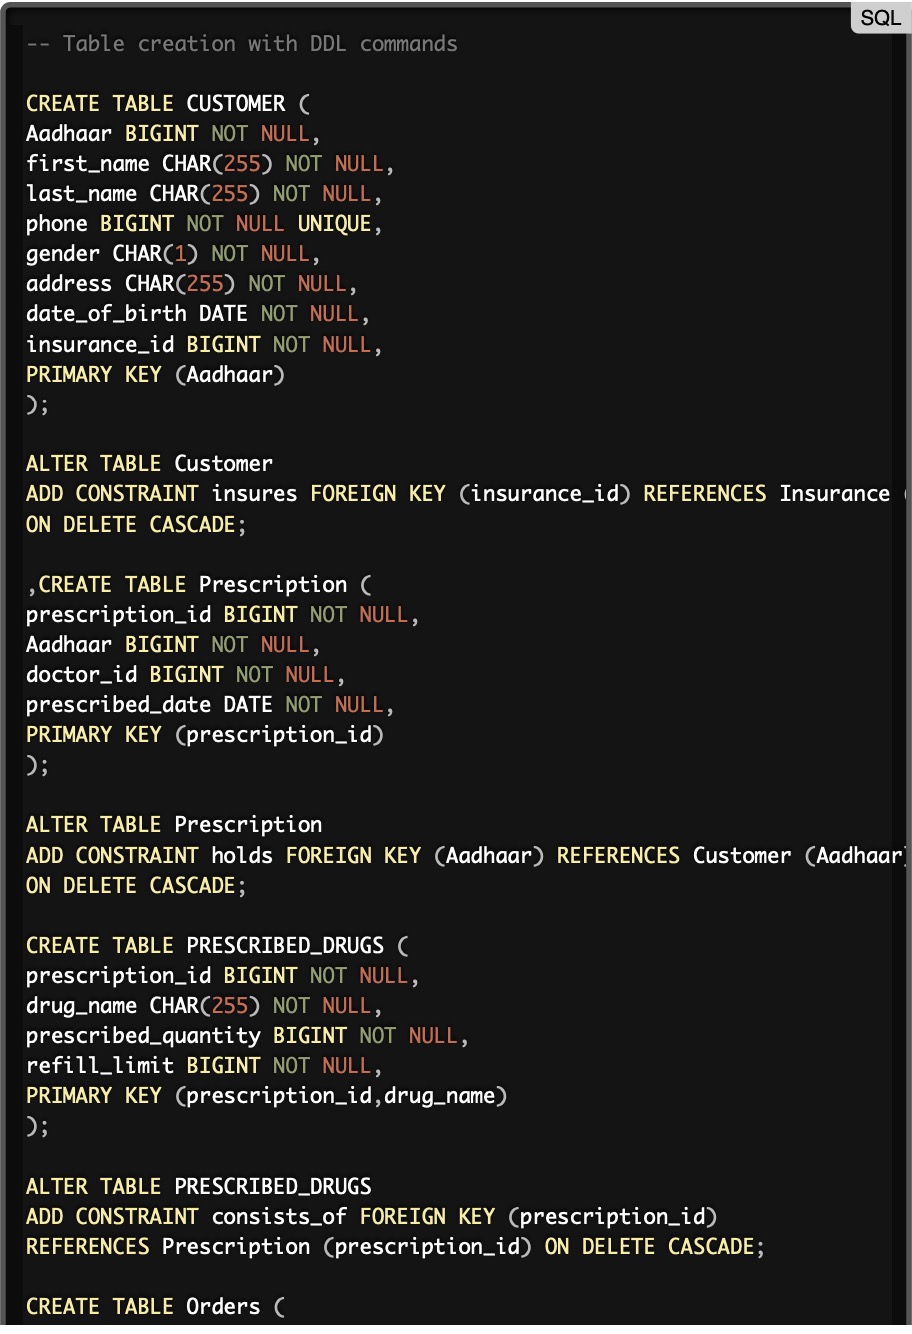 SQL
-- Table creation with DDL commands
CREATE TABLE CUSTOMER (
Aadhaar BIGINT NOT NULL,
first_name CHAR(255) NOT NULL,
last_name CHAR(255) NOT NULL,
phone BIGINT NOT NULL UNIQUE,
gender CHAR(1) NOT NULL,
address CHAR(255) NOT NULL,
date_of_birth DATE NOT NULL,
insurance_id BIGINT NOT NULL,
PRIMARY KEY (Aadhaar)
);
ALTER TABLE Customer
ADD CONSTRAINT insures FOREIGN KEY (insurance_id) REFERENCES Insurance (
ON DELETE CASCADE;
,CREATE TABLE Prescription (
prescription_id BIGINT NOT NULL,
Aadhaar BIGINT NOT NULL,
doctor_id BIGINT NOT NULL,
prescribed_date DATE NOT NULL,
PRIMARY KEY (prescription_id)
);
ALTER TABLE Prescription
ADD CONSTRAINT holds FOREIGN KEY (Aadhaar) REFERENCES Customer (Aadhaar)
ON DELETE CASCADE;
CREATE TABLE PRESCRIBED_DRUGS (
prescription_id BIGINT NOT NULL,
drug_name CHAR(255) NOT NULL,
prescribed_quantity BIGINT NOT NULL,
refill_limit BIGINT NOT NULL,
PRIMARY KEY (prescription_id,drug_name)
);
ALTER TABLE PRESCRIBED_DRUGS
ADD CONSTRAINT consists_of FOREIGN KEY (prescription_id)
REFERENCES Prescription (prescription_id) ON DELETE CASCADE;
CREATE TABLE Orders (